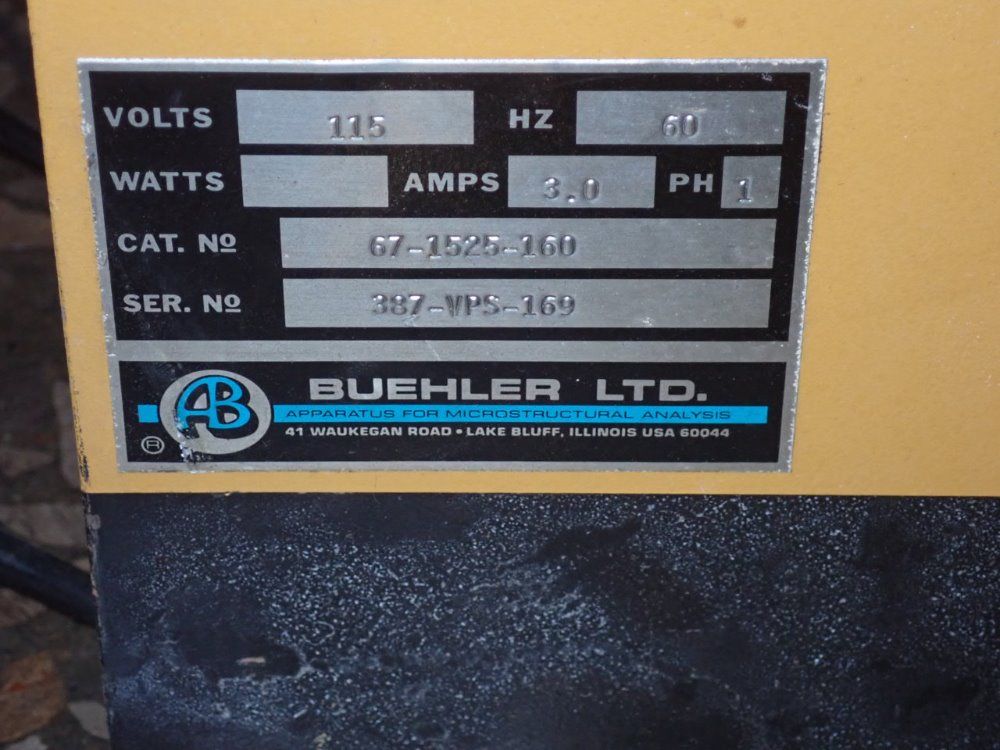 VOLTS 115 HZ 60
WATTS AMPS 3.0 PH 1
CAT. Nº 67-1525-160
SER. Nº 387-VPS-169
AB BUEHLER LTD.
APPARATUS FOR MICROSTRUCTURAL ANALYSIS
® 41 WAUKEGAN ROAD • LAKE BLUFF, ILLINOIS USA 60044